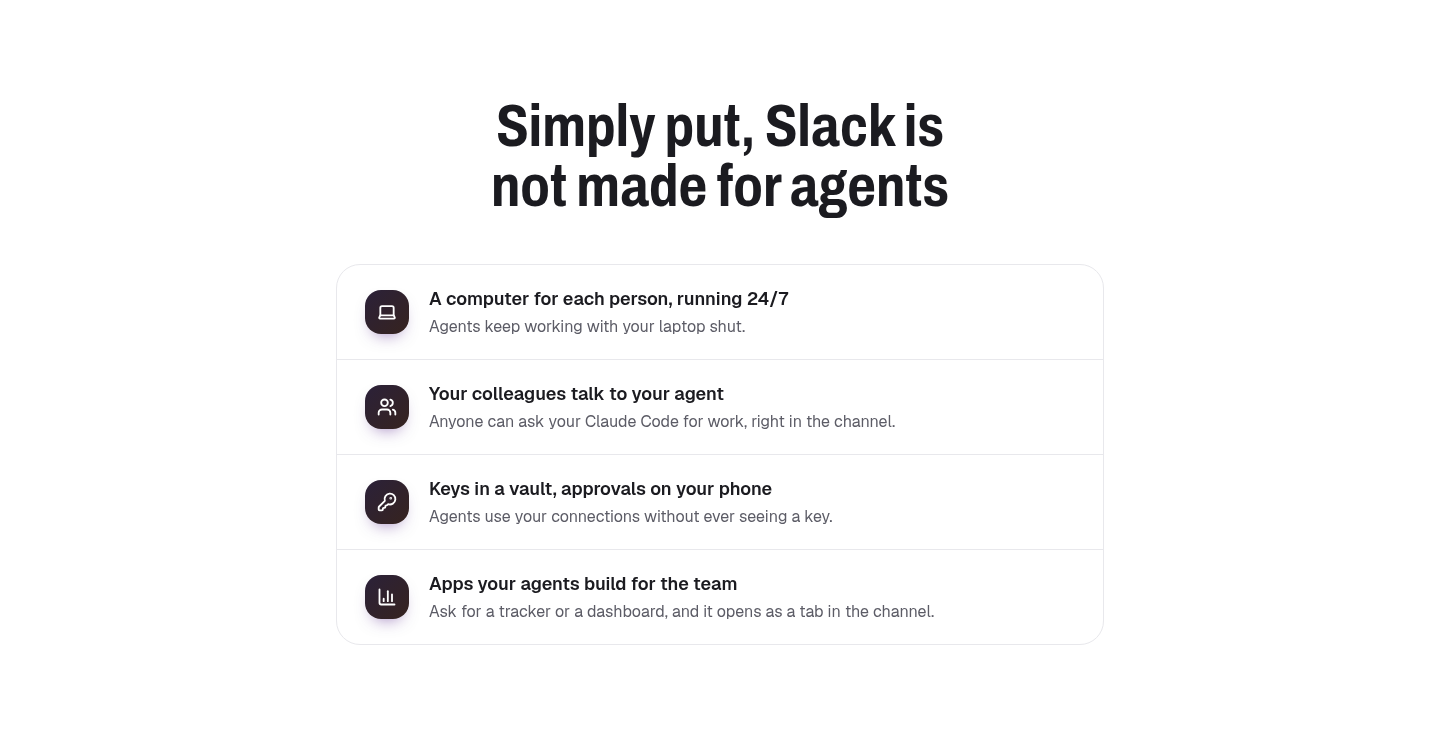 Simply put, Slack is
not made for agents
A computer for each person, running 24/7
Agents keep working with your laptop shut.
Your colleagues talk to your agent
Anyone can ask your Claude Code for work, right in the channel.
Keys in a vault, approvals on your phone
Agents use your connections without ever seeing a key.
Apps your agents build for the team
Ask for a tracker or a dashboard, and it opens as a tab in the channel.